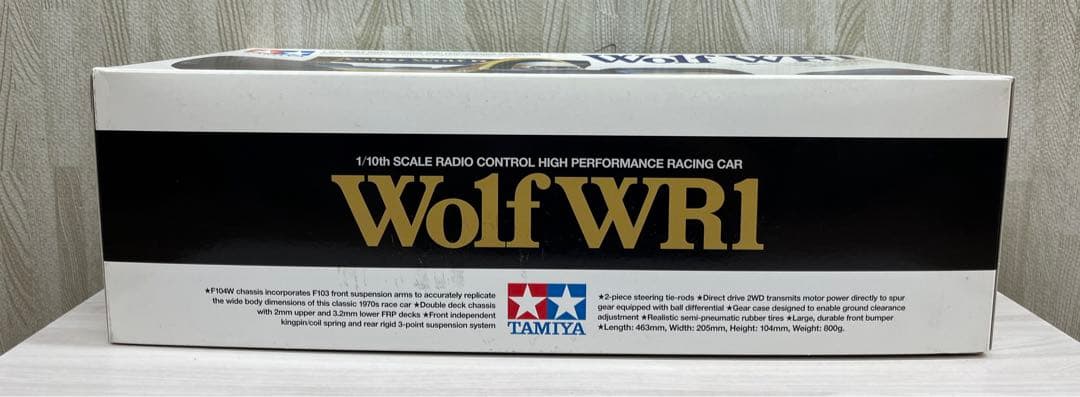 Wolf WR1
1/10th SCALE RADIO CONTROL HIGH PERFORMANCE RACING CAR
Wolf WR1
★F104W chassis incorporates F103 front suspension arms to accurately replicate
the wide body dimensions of this classic 1970s race car ★Double deck chassis
with 2mm upper and 3.2mm lower FRP decks ★Front independent
kingpin/coil spring and rear rigid 3-point suspension system
TAMIYA
★2-piece steering tie-rods ★Direct drive 2WD transmits motor power directly to spur
gear equipped with ball differential ★Gear case designed to enable ground clearance
adjustment ★Realistic semi-pneumatic rubber tires ★Large, durable front bumper
★Length: 463mm, Width: 205mm, Height: 104mm, Weight: 800g.